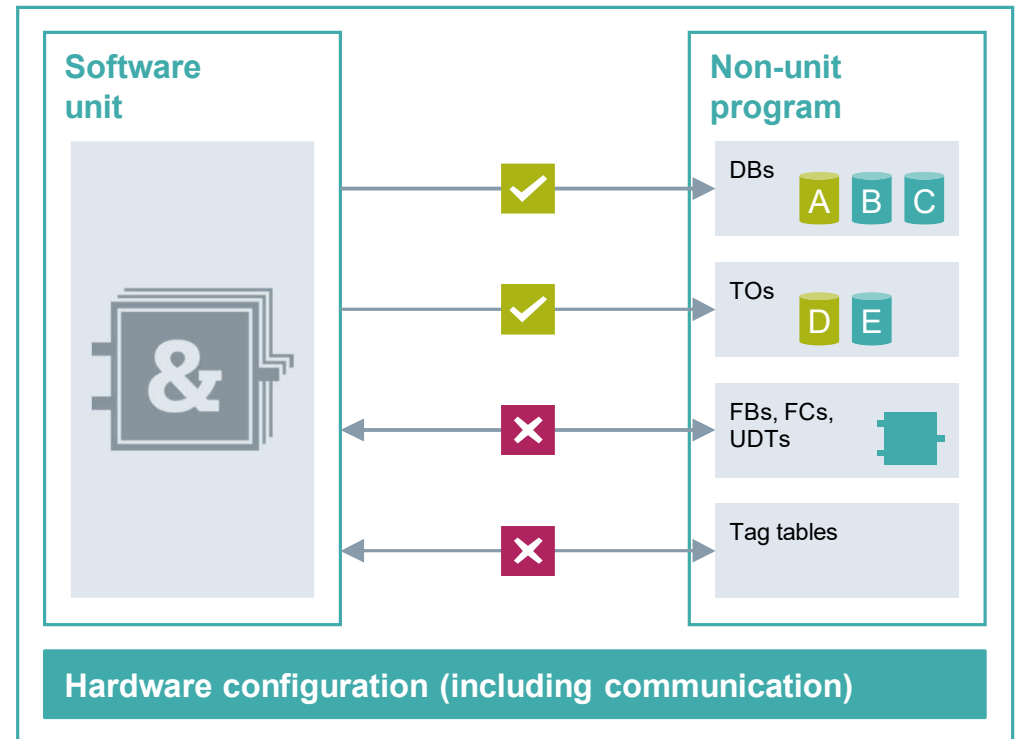 Software
unit
&
Non-unit
program
DBs
A B C
TOs
D E
FBs, FCs,
UDTs
Tag tables
Hardware configuration (including communication)